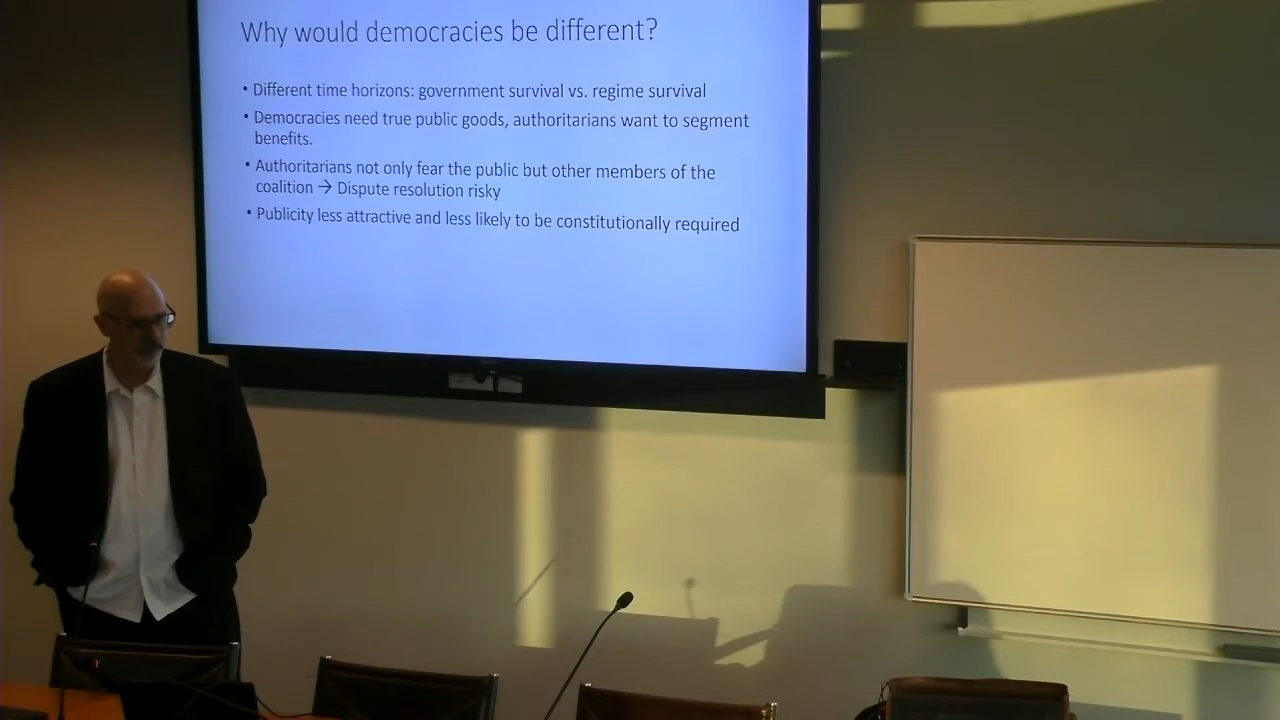 Why would democracies be different?
• Different time horizons: government survival vs. regime survival
• Democracies need true public goods, authoritarians want to segment
benefits.
• Authoritarians not only fear the public but other members of the
coalition → Dispute resolution risky
• Publicity less attractive and less likely to be constitutionally required